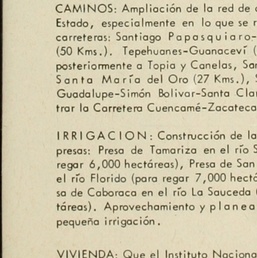 CAMINOS: Ampliación de la red de c
Estado, especialmente en lo que se r
carreteras: Santiago Papasquiaro-
(50 Kms.). Tepehuanes-Guanaceví (
posteriormente a Topia y Canelas, Sa
Santa María del Oro (27 Kms.), S
Guadalupe-Simón Bolivar-Santa Cla
trar la Carretera Cuencamé-Zacateca
IRRIGACION: Construcción de la
presas: Presa de Tamariza en el río S
regar 6,000 hectáreas), Presa de San
el río Florido (para regar 7,000 hectá
sa de Cabaraca en el río La Sauceda (
táreas). Aprovechamiento y planea
pequeña irrigación.
VIVIENDA: Que el Instituto Naciona